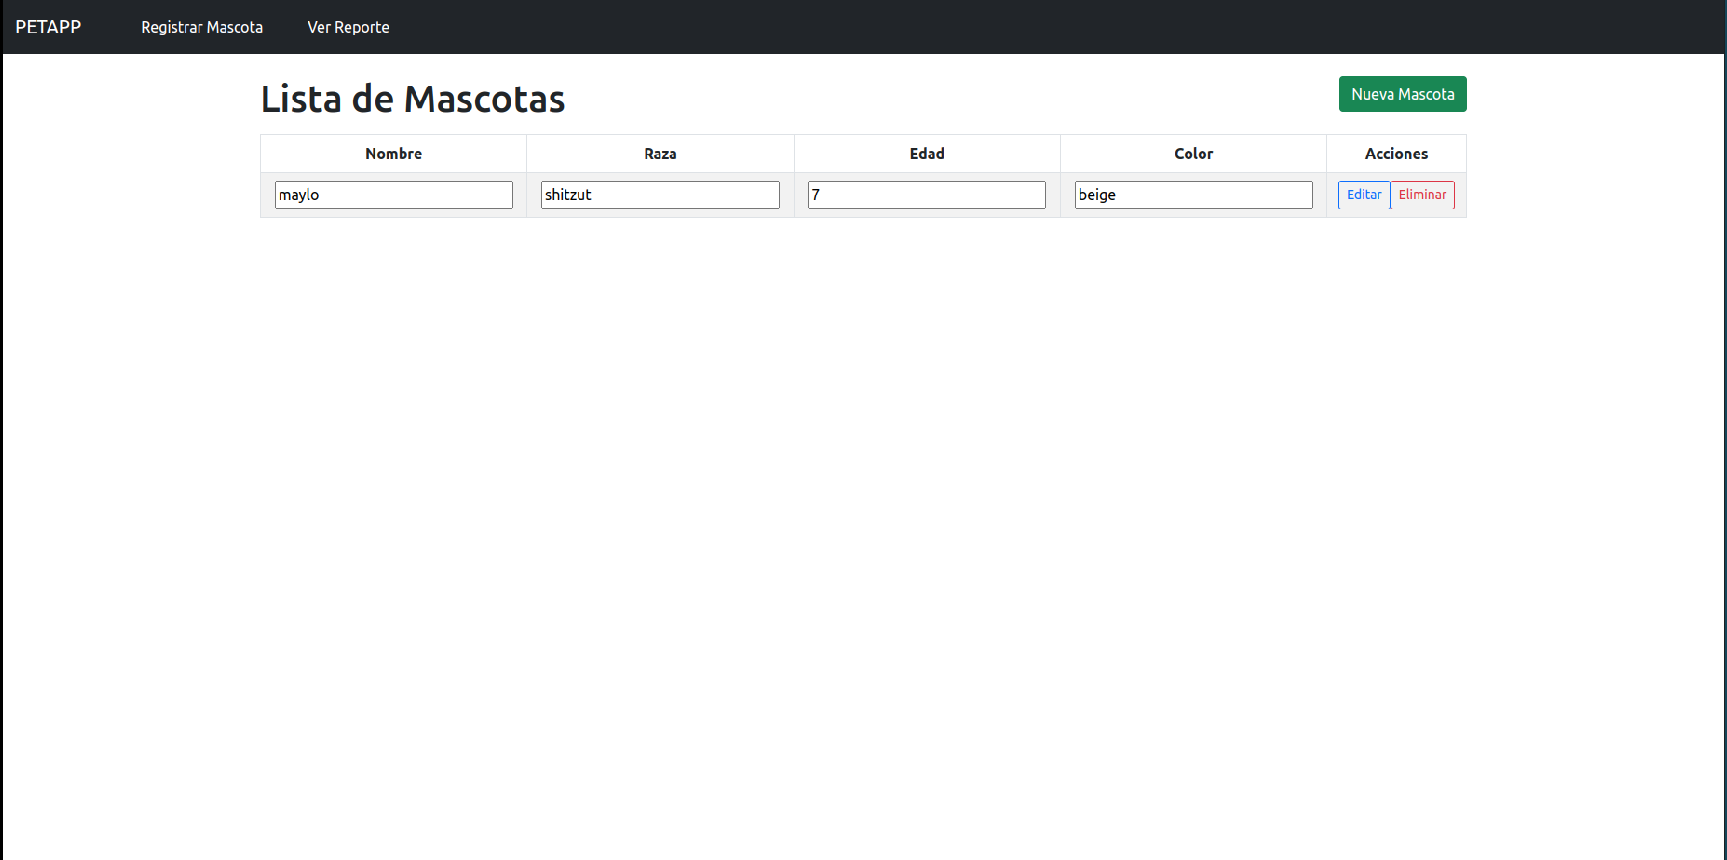 PETAPP Registrar Mascota Ver Reporte
Lista de Mascotas Nueva Mascota
Nombre Raza Edad Color Acciones
maylo shitzut 7 beige Editar Eliminar